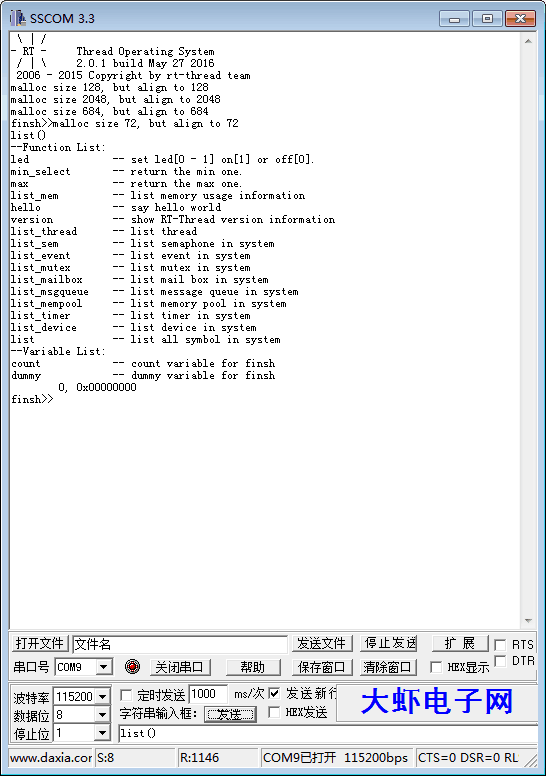 SSCOM 3.3
\ | /
- RT - Thread Operating System
/ | \ 2.0.1 build May 27 2016
2006 - 2015 Copyright by rt-thread team
malloc size 128, but align to 128
malloc size 2048, but align to 2048
malloc size 684, but align to 684
finsh>>malloc size 72, but align to 72
list()
--Function List:
led -- set led[0 - 1] on[1] or off[0].
min_select -- return the min one.
max -- return the max one.
list_mem -- list memory usage information
hello -- say hello world
version -- show RT-Thread version information
list_thread -- list thread
list_sem -- list semaphone in system
list_event -- list event in system
list_mutex -- list mutex in system
list_mailbox -- list mail box in system
list_msgqueue -- list message queue in system
list_mempool -- list memory pool in system
list_timer -- list timer in system
list_device -- list device in system
list -- list all symbol in system
--Variable List:
count -- count variable for finsh
dummy -- dummy variable for finsh
0, 0x00000000
finsh>>
打开文件 文件名 发送文件 停止发送 扩 展 RTS
串口号 COM9 关闭串口 帮助 保存窗口 清除窗口 HEX显示 DTR
波特率 115200 定时发送 1000 ms/次 发送新行 大虾电子网
数据位 8 字符串输入框: 发送 HEX发送
停止位 1 list()
www.daxia.com S:8 R:1146 COM9已打开 115200bps CTS=0 DSR=0 RL